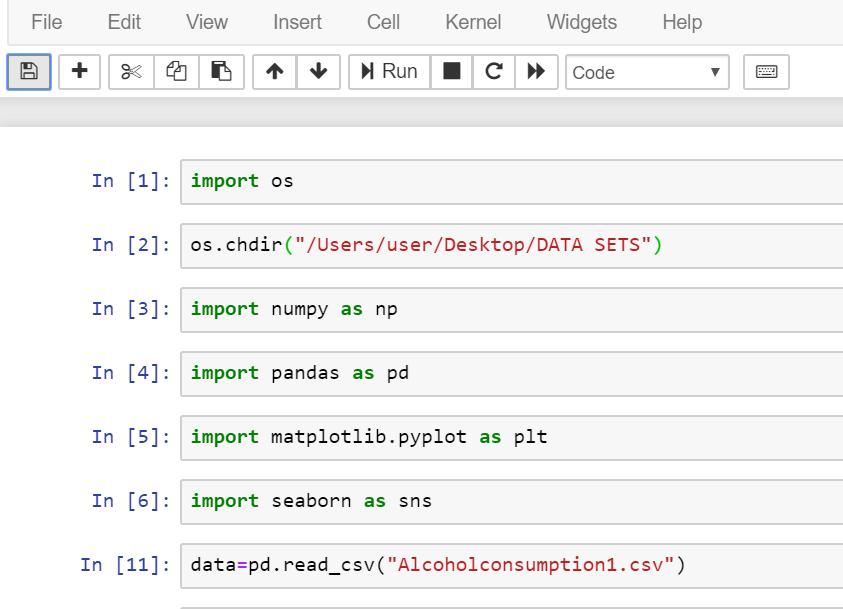 File Edit View Insert Cell Kernel Widgets Help
Run Code
In [1]: import os
In [2]: os.chdir("/Users/user/Desktop/DATA SETS")
In [3]: import numpy as np
In [4]: import pandas as pd
In [5]: import matplotlib.pyplot as plt
In [6]: import seaborn as sns
In [11]: data=pd.read_csv("Alcoholconsumption1.csv")